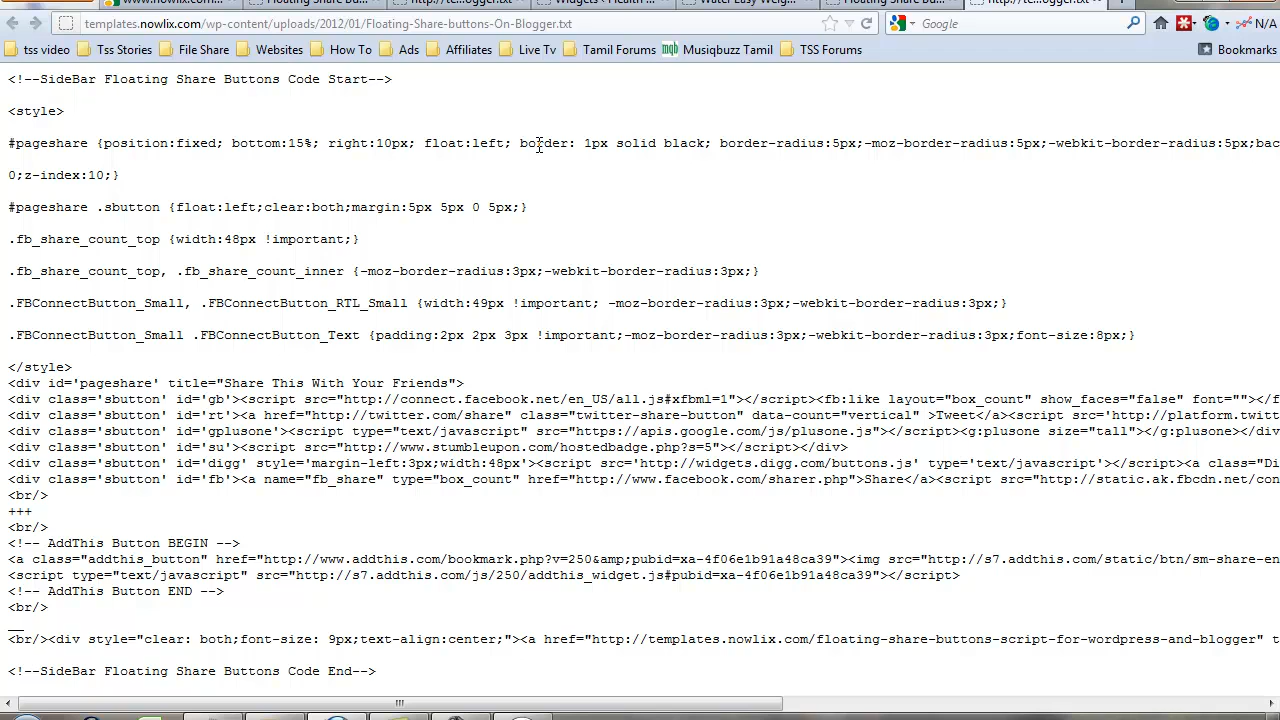 templates.nowlix.com/wp-content/uploads/2012/01/Floating-Share-buttons-On-Blogger.txt
Google
N/A
tss video Tss Stories File Share Websites How To Ads Affiliates Live Tv Tamil Forums Musiqbuzz Tamil TSS Forums Bookmarks
<!--SideBar Floating Share Buttons Code Start-->
<style>
#pageshare {position:fixed; bottom:15%; right:10px; float:left; border: 1px solid black; border-radius:5px;-moz-border-radius:5px;-webkit-border-radius:5px;bac
0;z-index:10;}
#pageshare .sbutton {float:left;clear:both;margin:5px 5px 0 5px;}
.fb_share_count_top {width:48px !important;}
.fb_share_count_top, .fb_share_count_inner {-moz-border-radius:3px;-webkit-border-radius:3px;}
.FBConnectButton_Small, .FBConnectButton_RTL_Small {width:49px !important; -moz-border-radius:3px;-webkit-border-radius:3px;}
.FBConnectButton_Small .FBConnectButton_Text {padding:2px 2px 3px !important;-moz-border-radius:3px;-webkit-border-radius:3px;font-size:8px;}
</style>
<div id='pageshare' title="Share This With Your Friends">
<div class='sbutton' id='gb'><script src="http://connect.facebook.net/en_US/all.js#xfbml=1"></script><fb:like layout="box_count" show_faces="false" font=""></f
<div class='sbutton' id='rt'><a href="http://twitter.com/share" class="twitter-share-button" data-count="vertical" >Tweet</a><script src='http://platform.twitt
<div class='sbutton' id='gplusone'><script type="text/javascript" src="https://apis.google.com/js/plusone.js"></script><g:plusone size="tall"></g:plusone></div
<div class='sbutton' id='su'><script src="http://www.stumbleupon.com/hostedbadge.php?s=5"></script></div>
<div class='sbutton' id='digg' style='margin-left:3px;width:48px'><script src='http://widgets.digg.com/buttons.js' type='text/javascript'></script><a class="Di
<div class='sbutton' id='fb'><a name="fb_share" type="box_count" href="http://www.facebook.com/sharer.php">Share</a><script src="http://static.ak.fbcdn.net/con
<br/>
+++
<br/>
<!-- AddThis Button BEGIN -->
<a class="addthis_button" href="http://www.addthis.com/bookmark.php?v=250&amp;pubid=xa-4f06e1b91a48ca39"><img src="http://s7.addthis.com/static/btn/sm-share-en
<script type="text/javascript" src="http://s7.addthis.com/js/250/addthis_widget.js#pubid=xa-4f06e1b91a48ca39"></script>
<!-- AddThis Button END -->
<br/>
__
<br/><div style="clear: both;font-size: 9px;text-align:center;"><a href="http://templates.nowlix.com/floating-share-buttons-script-for-wordpress-and-blogger" t
<!--SideBar Floating Share Buttons Code End-->